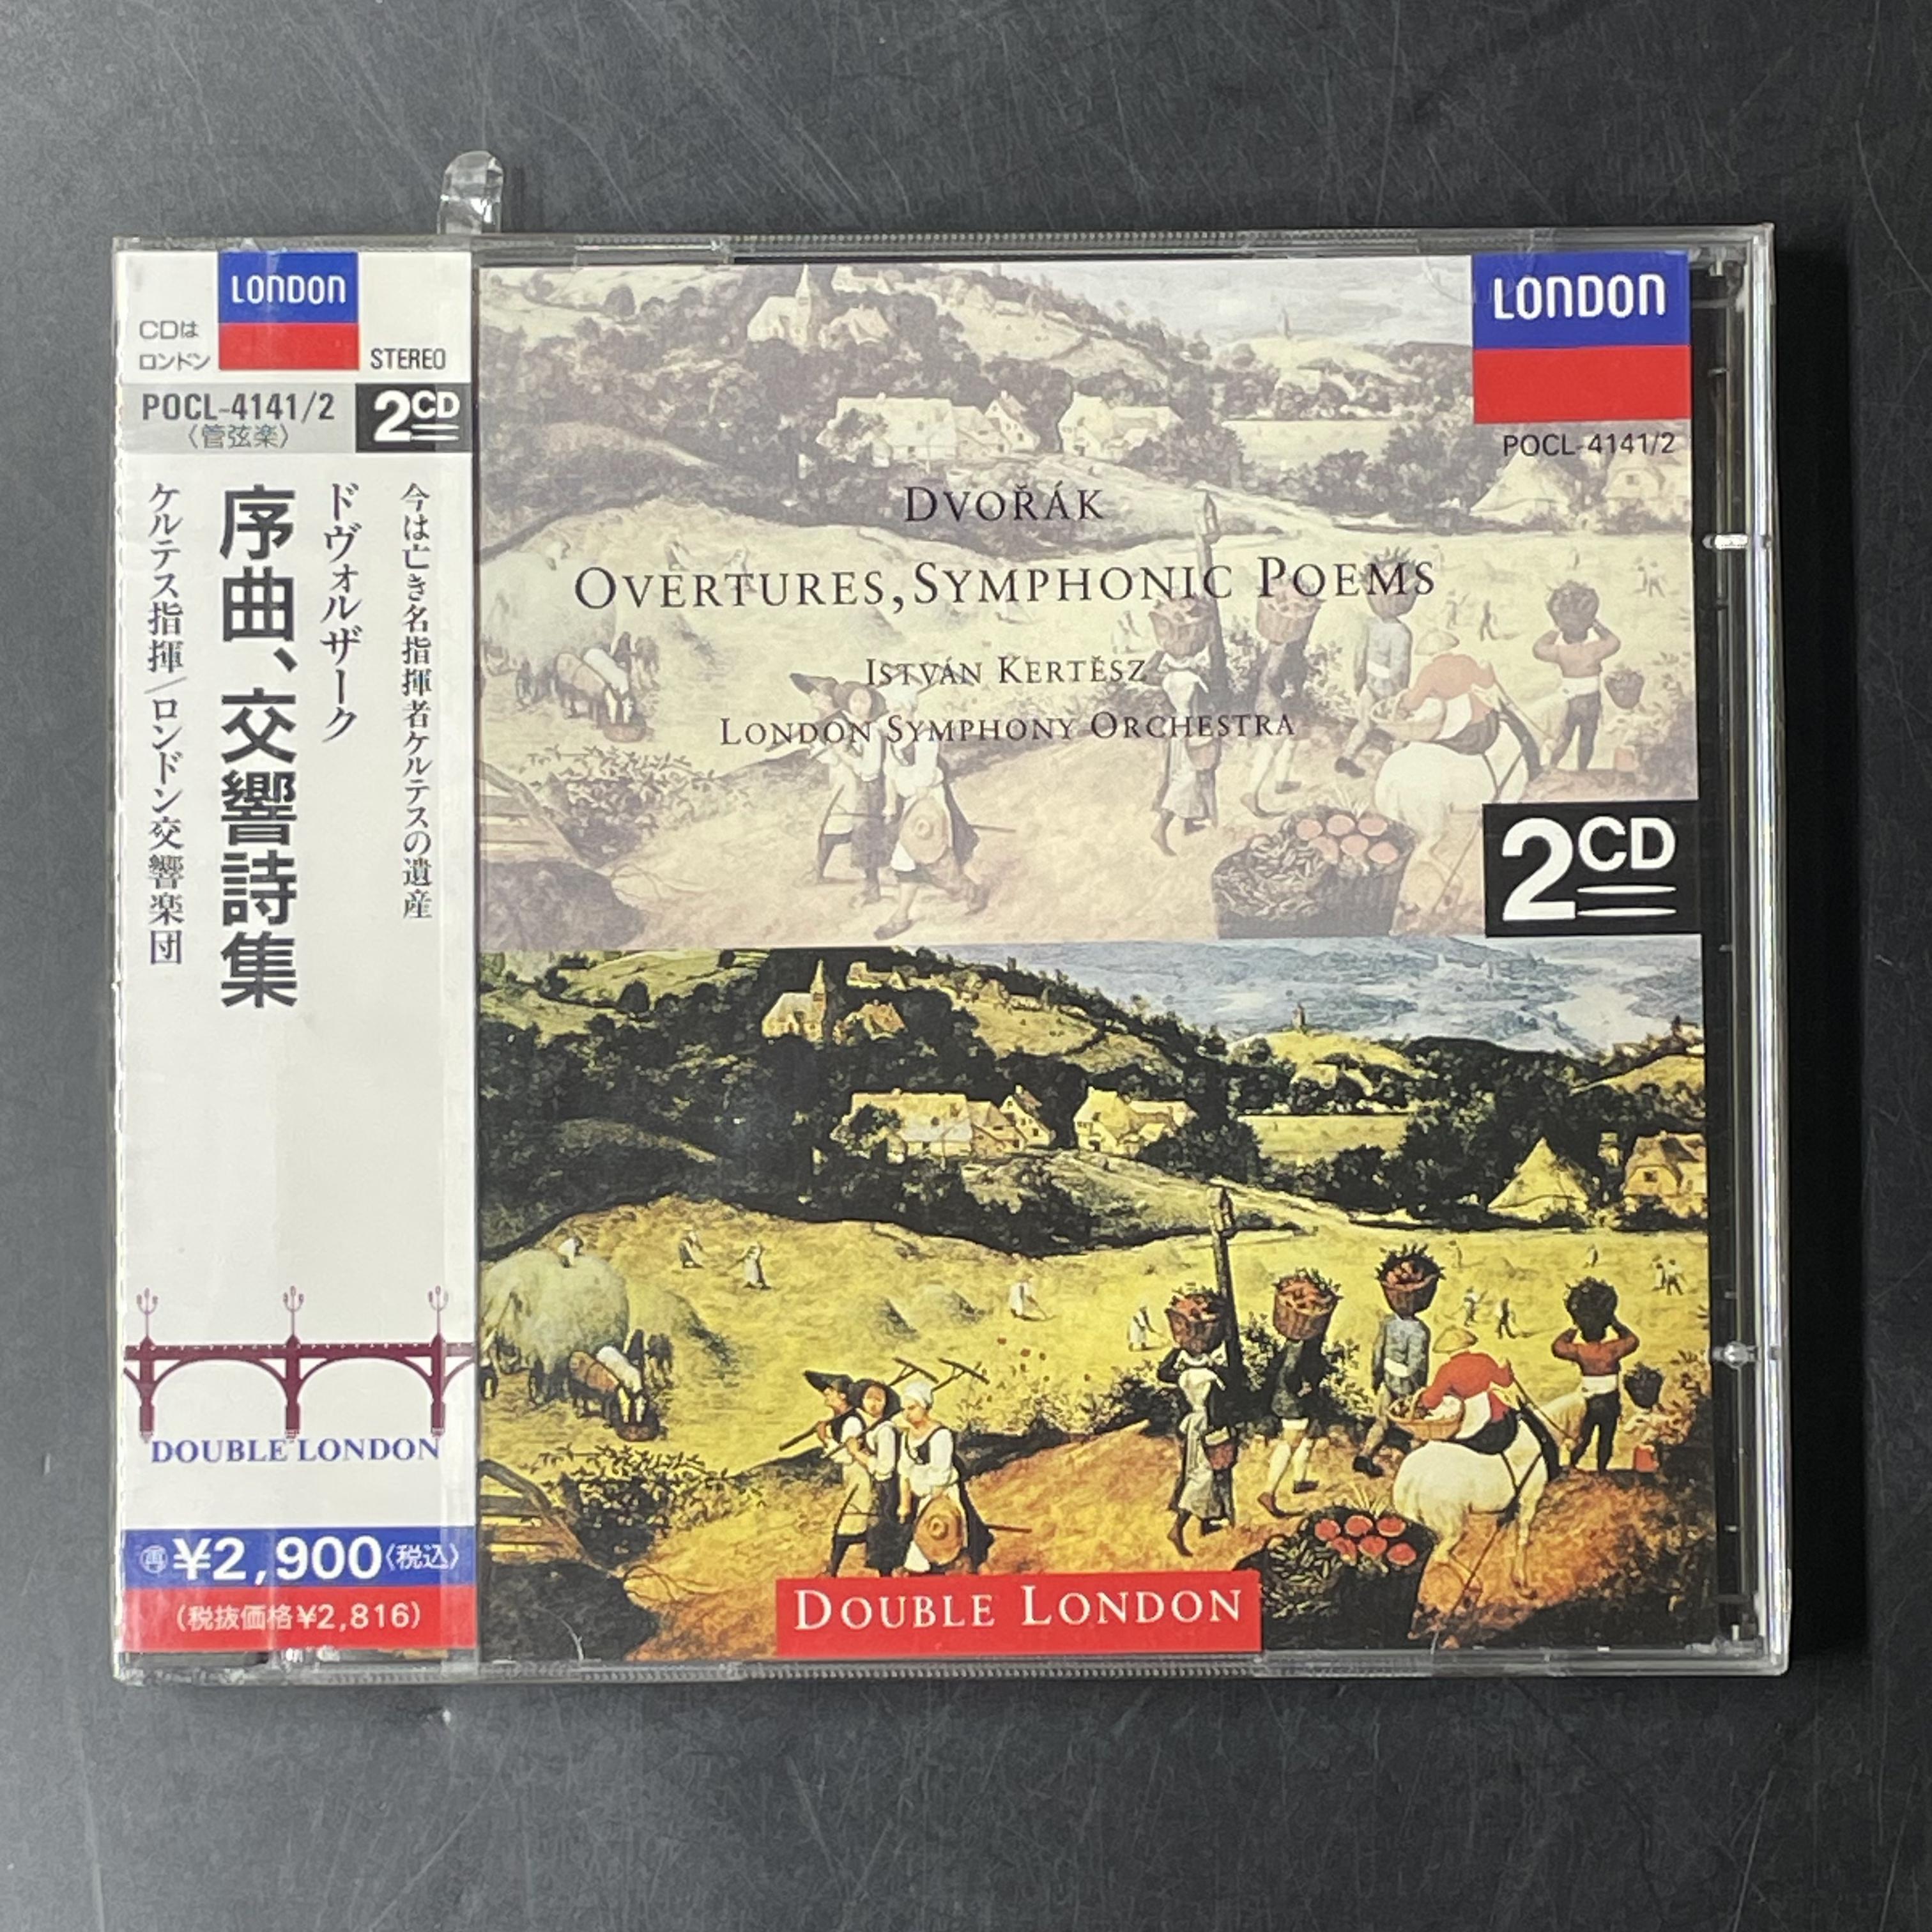 LONDON
CDは
ロンドン
STEREO
POCL-4141/2
〈管弦楽〉
2CD
今は亡き名指揮者ケルテスの遺産
ドヴォルザーク
序曲、交響詩集
ケルテス指揮/ロンドン交響楽団
DOUBLE LONDON
再 ¥2,900〈税込〉
(税抜価格¥2,816)
LONDON
POCL-4141/2
DVOŘÁK
OVERTURES, SYMPHONIC POEMS
ISTVÁN KERTĚSZ
LONDON SYMPHONY ORCHESTRA
2CD
DOUBLE LONDON